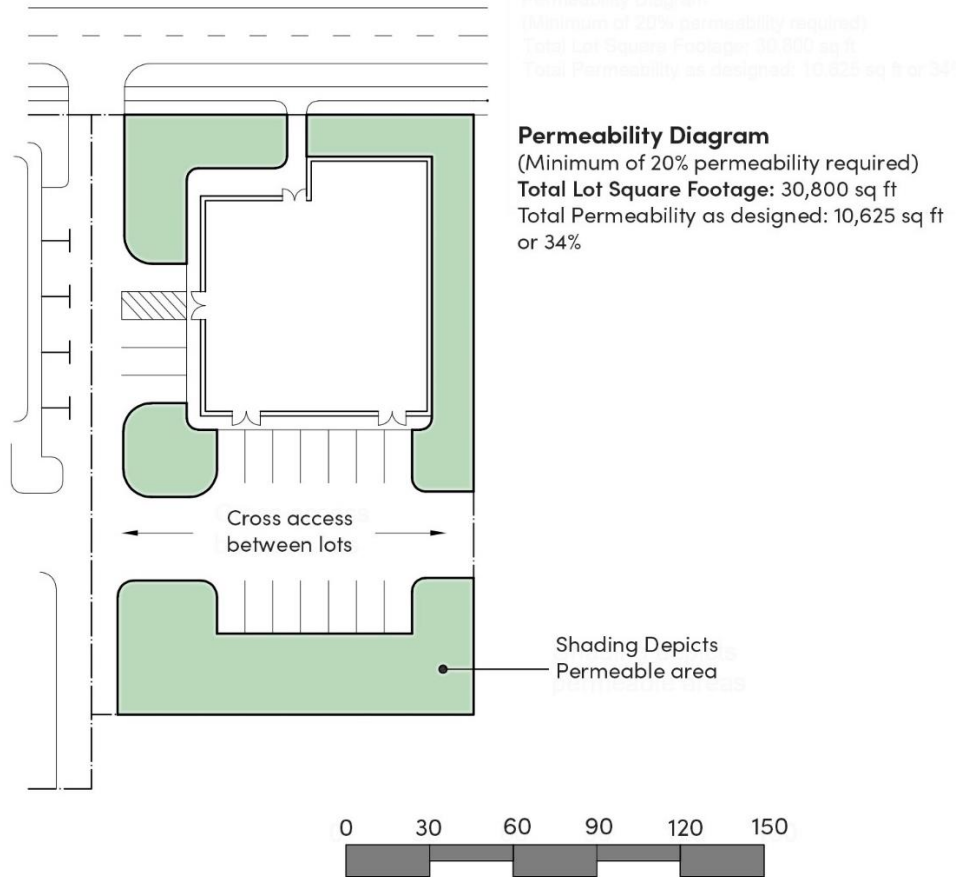 Permeability Diagram
(Minimum of 20% permeability required)
Total Lot Square Footage: 30,800 sq ft
Total Permeability as designed: 10,625 sq ft
or 34%
Cross access
between lots
Shading Depicts
Permeable area
0 30 60 90 120 150